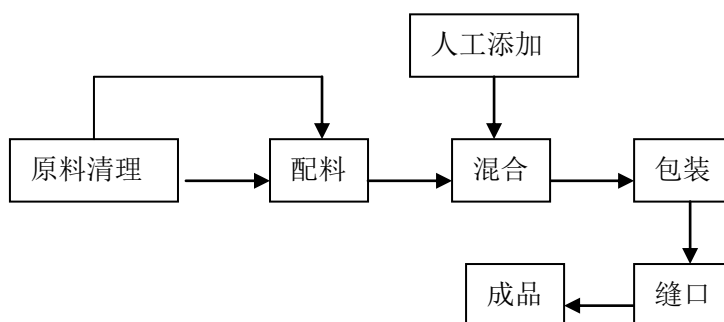 人工添加
原料清理
配料
混合
包装
成品
缝口